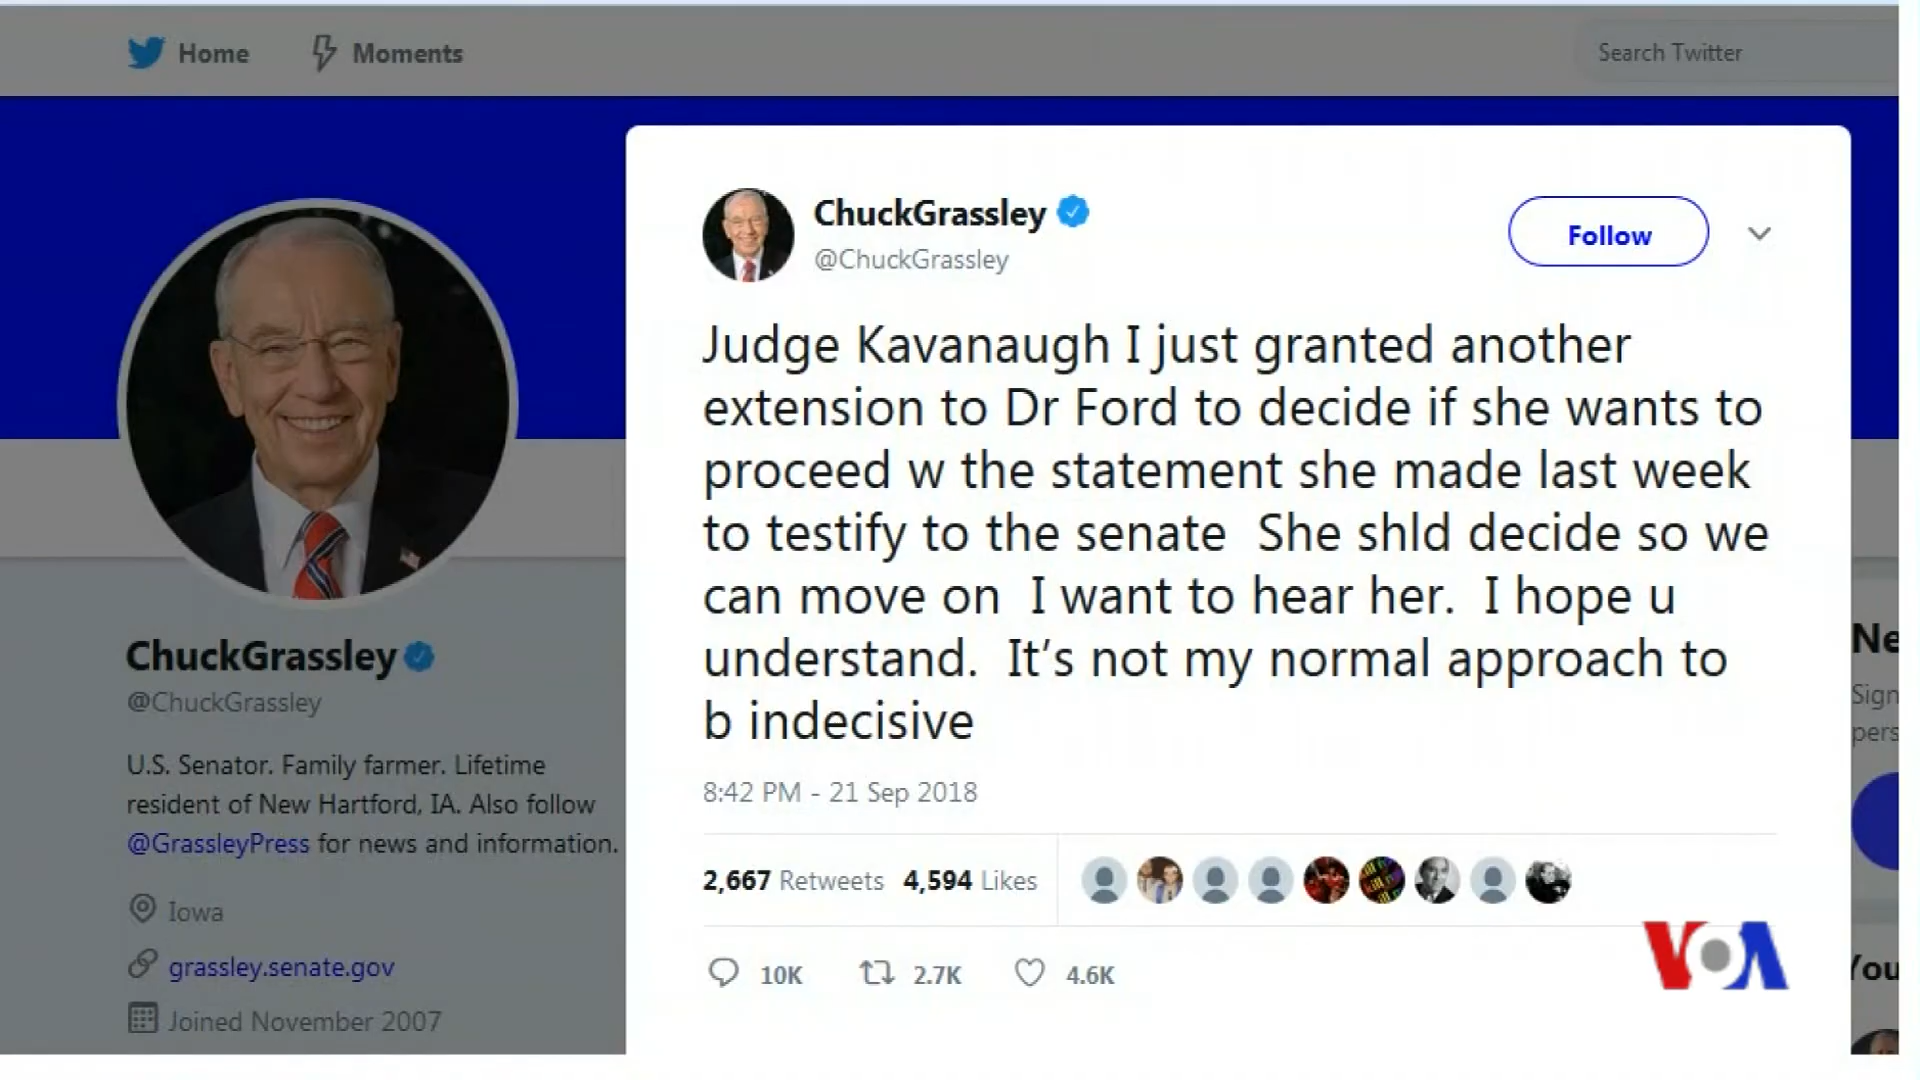 Home
Moments
Search Twitter
ChuckGrassley
@ChuckGrassley
Follow
Judge Kavanaugh I just granted another
extension to Dr Ford to decide if she wants to
proceed w the statement she made last week
to testify to the senate  She shld decide so we
can move on  I want to hear her.  I hope u
understand.  It’s not my normal approach to
b indecisive
8:42 PM - 21 Sep 2018
2,667 Retweets 4,594 Likes
10K 2.7K 4.6K
ChuckGrassley
@ChuckGrassley
U.S. Senator. Family farmer. Lifetime
resident of New Hartford, IA. Also follow
@GrassleyPress for news and information.
Iowa
grassley.senate.gov
Joined November 2007
VOA